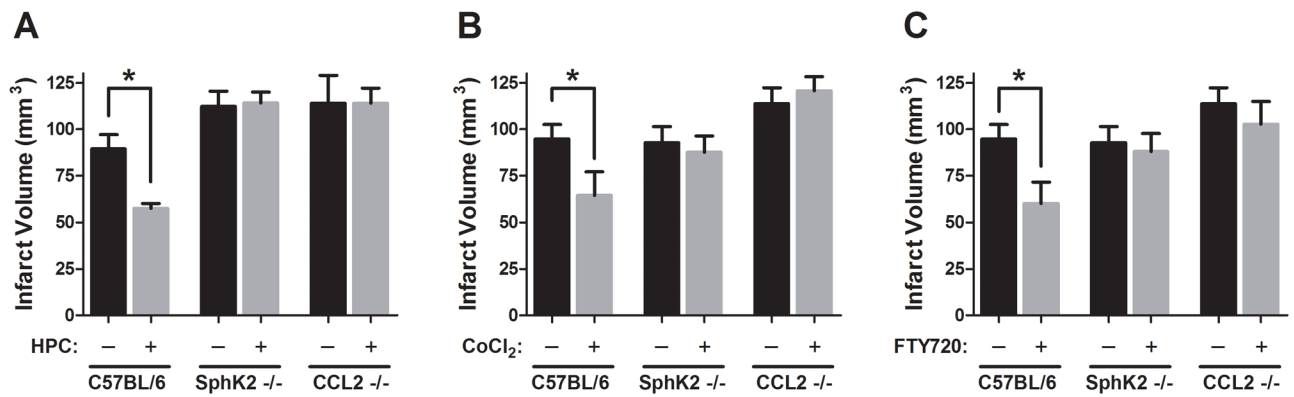 A
Infarct Volume (mm³)
125
100
75
50
25
0
*
HPC: – + – + – +
C57BL/6 SphK2 -/- CCL2 -/-
B
Infarct Volume (mm³)
125
100
75
50
25
0
*
CoCl₂: – + – + – +
C57BL/6 SphK2 -/- CCL2 -/-
C
Infarct Volume (mm³)
125
100
75
50
25
0
*
FTY720: – + – + – +
C57BL/6 SphK2 -/- CCL2 -/-